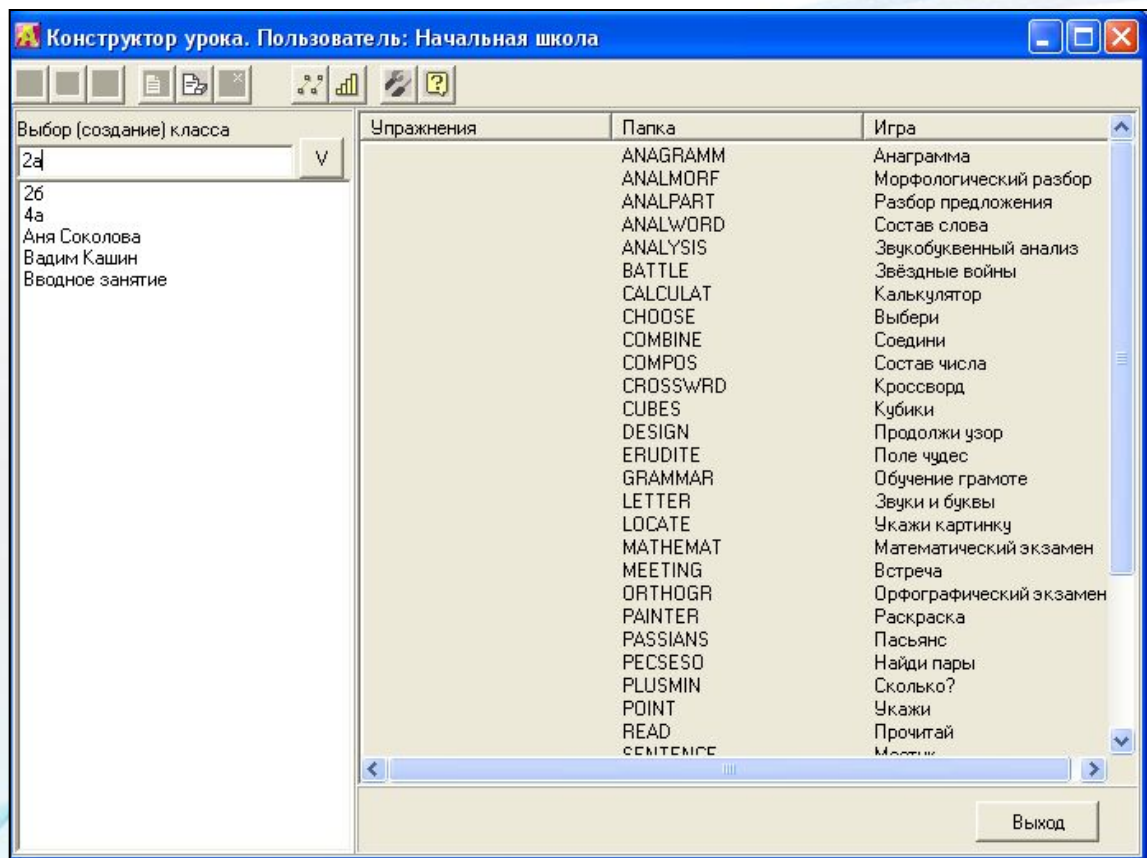 Конструктор урока. Пользователь: Начальная школа
Выбор (создание) класса
2а
V
2б
4а
Аня Соколова
Вадим Кашин
Вводное занятие
Упражнения Папка Игра
ANAGRAMM Анаграмма
ANALMORF Морфологический разбор
ANALPART Разбор предложения
ANALWORD Состав слова
ANALYSIS Звукобуквенный анализ
BATTLE Звёздные войны
CALCULAT Калькулятор
CHOOSE Выбери
COMBINE Соедини
COMPOS Состав числа
CROSSWRD Кроссворд
CUBES Кубики
DESIGN Продолжи узор
ERUDITE Поле чудес
GRAMMAR Обучение грамоте
LETTER Звуки и буквы
LOCATE Укажи картинку
MATHEMAT Математический экзамен
MEETING Встреча
ORTHOGR Орфографический экзамен
PAINTER Раскраска
PASSIANS Пасьянс
PECSESO Найди пары
PLUSMIN Сколько?
POINT Укажи
READ Прочитай
SENTENCE
Выход